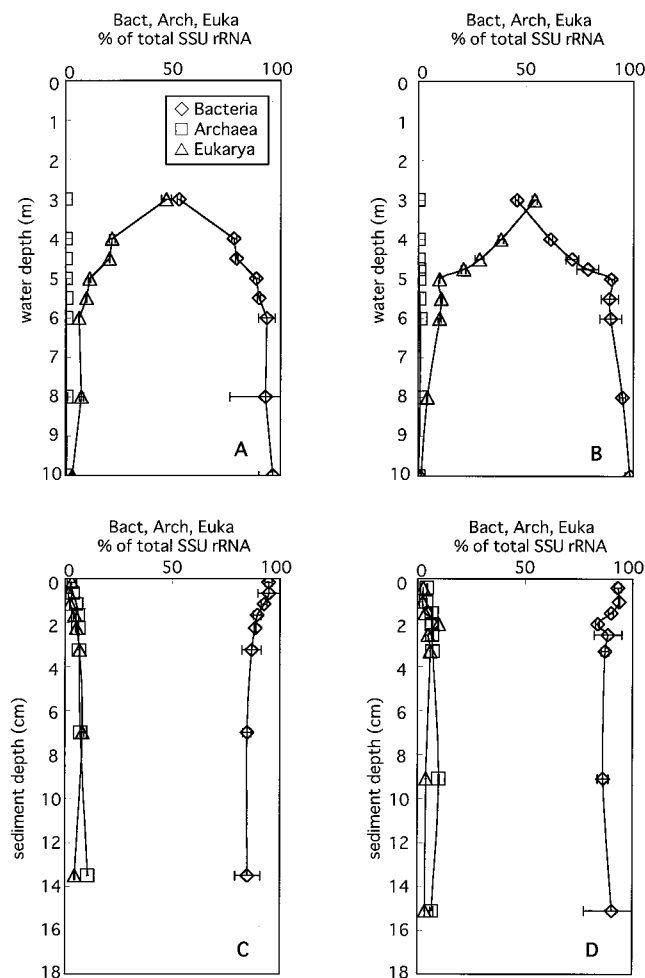 Bact, Arch, Euka
% of total SSU rRNA
0 50 100
0
1
2
3
4
5
6
7
8
9
10
water depth (m)
Bacteria
Archaea
Eukarya
A
Bact, Arch, Euka
% of total SSU rRNA
0 50 100
0
1
2
3
4
5
6
7
8
9
10
water depth (m)
B
Bact, Arch, Euka
% of total SSU rRNA
0 50 100
0
2
4
6
8
10
12
14
16
18
sediment depth (cm)
C
Bact, Arch, Euka
% of total SSU rRNA
0 50 100
0
2
4
6
8
10
12
14
16
18
sediment depth (cm)
D